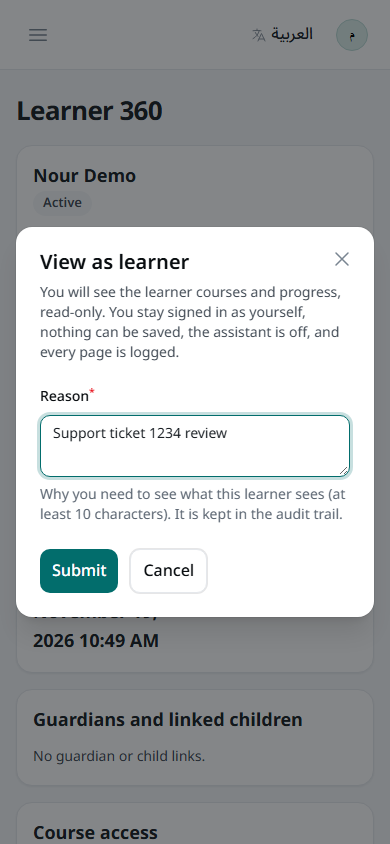 العربية
م
Learner 360
Nour Demo
Active
View as learner
You will see the learner courses and progress,
read-only. You stay signed in as yourself,
nothing can be saved, the assistant is off, and
every page is logged.
Reason*
Support ticket 1234 review
Why you need to see what this learner sees (at
least 10 characters). It is kept in the audit trail.
Submit
Cancel
2026 10:49 AM
Guardians and linked children
No guardian or child links.
Course access